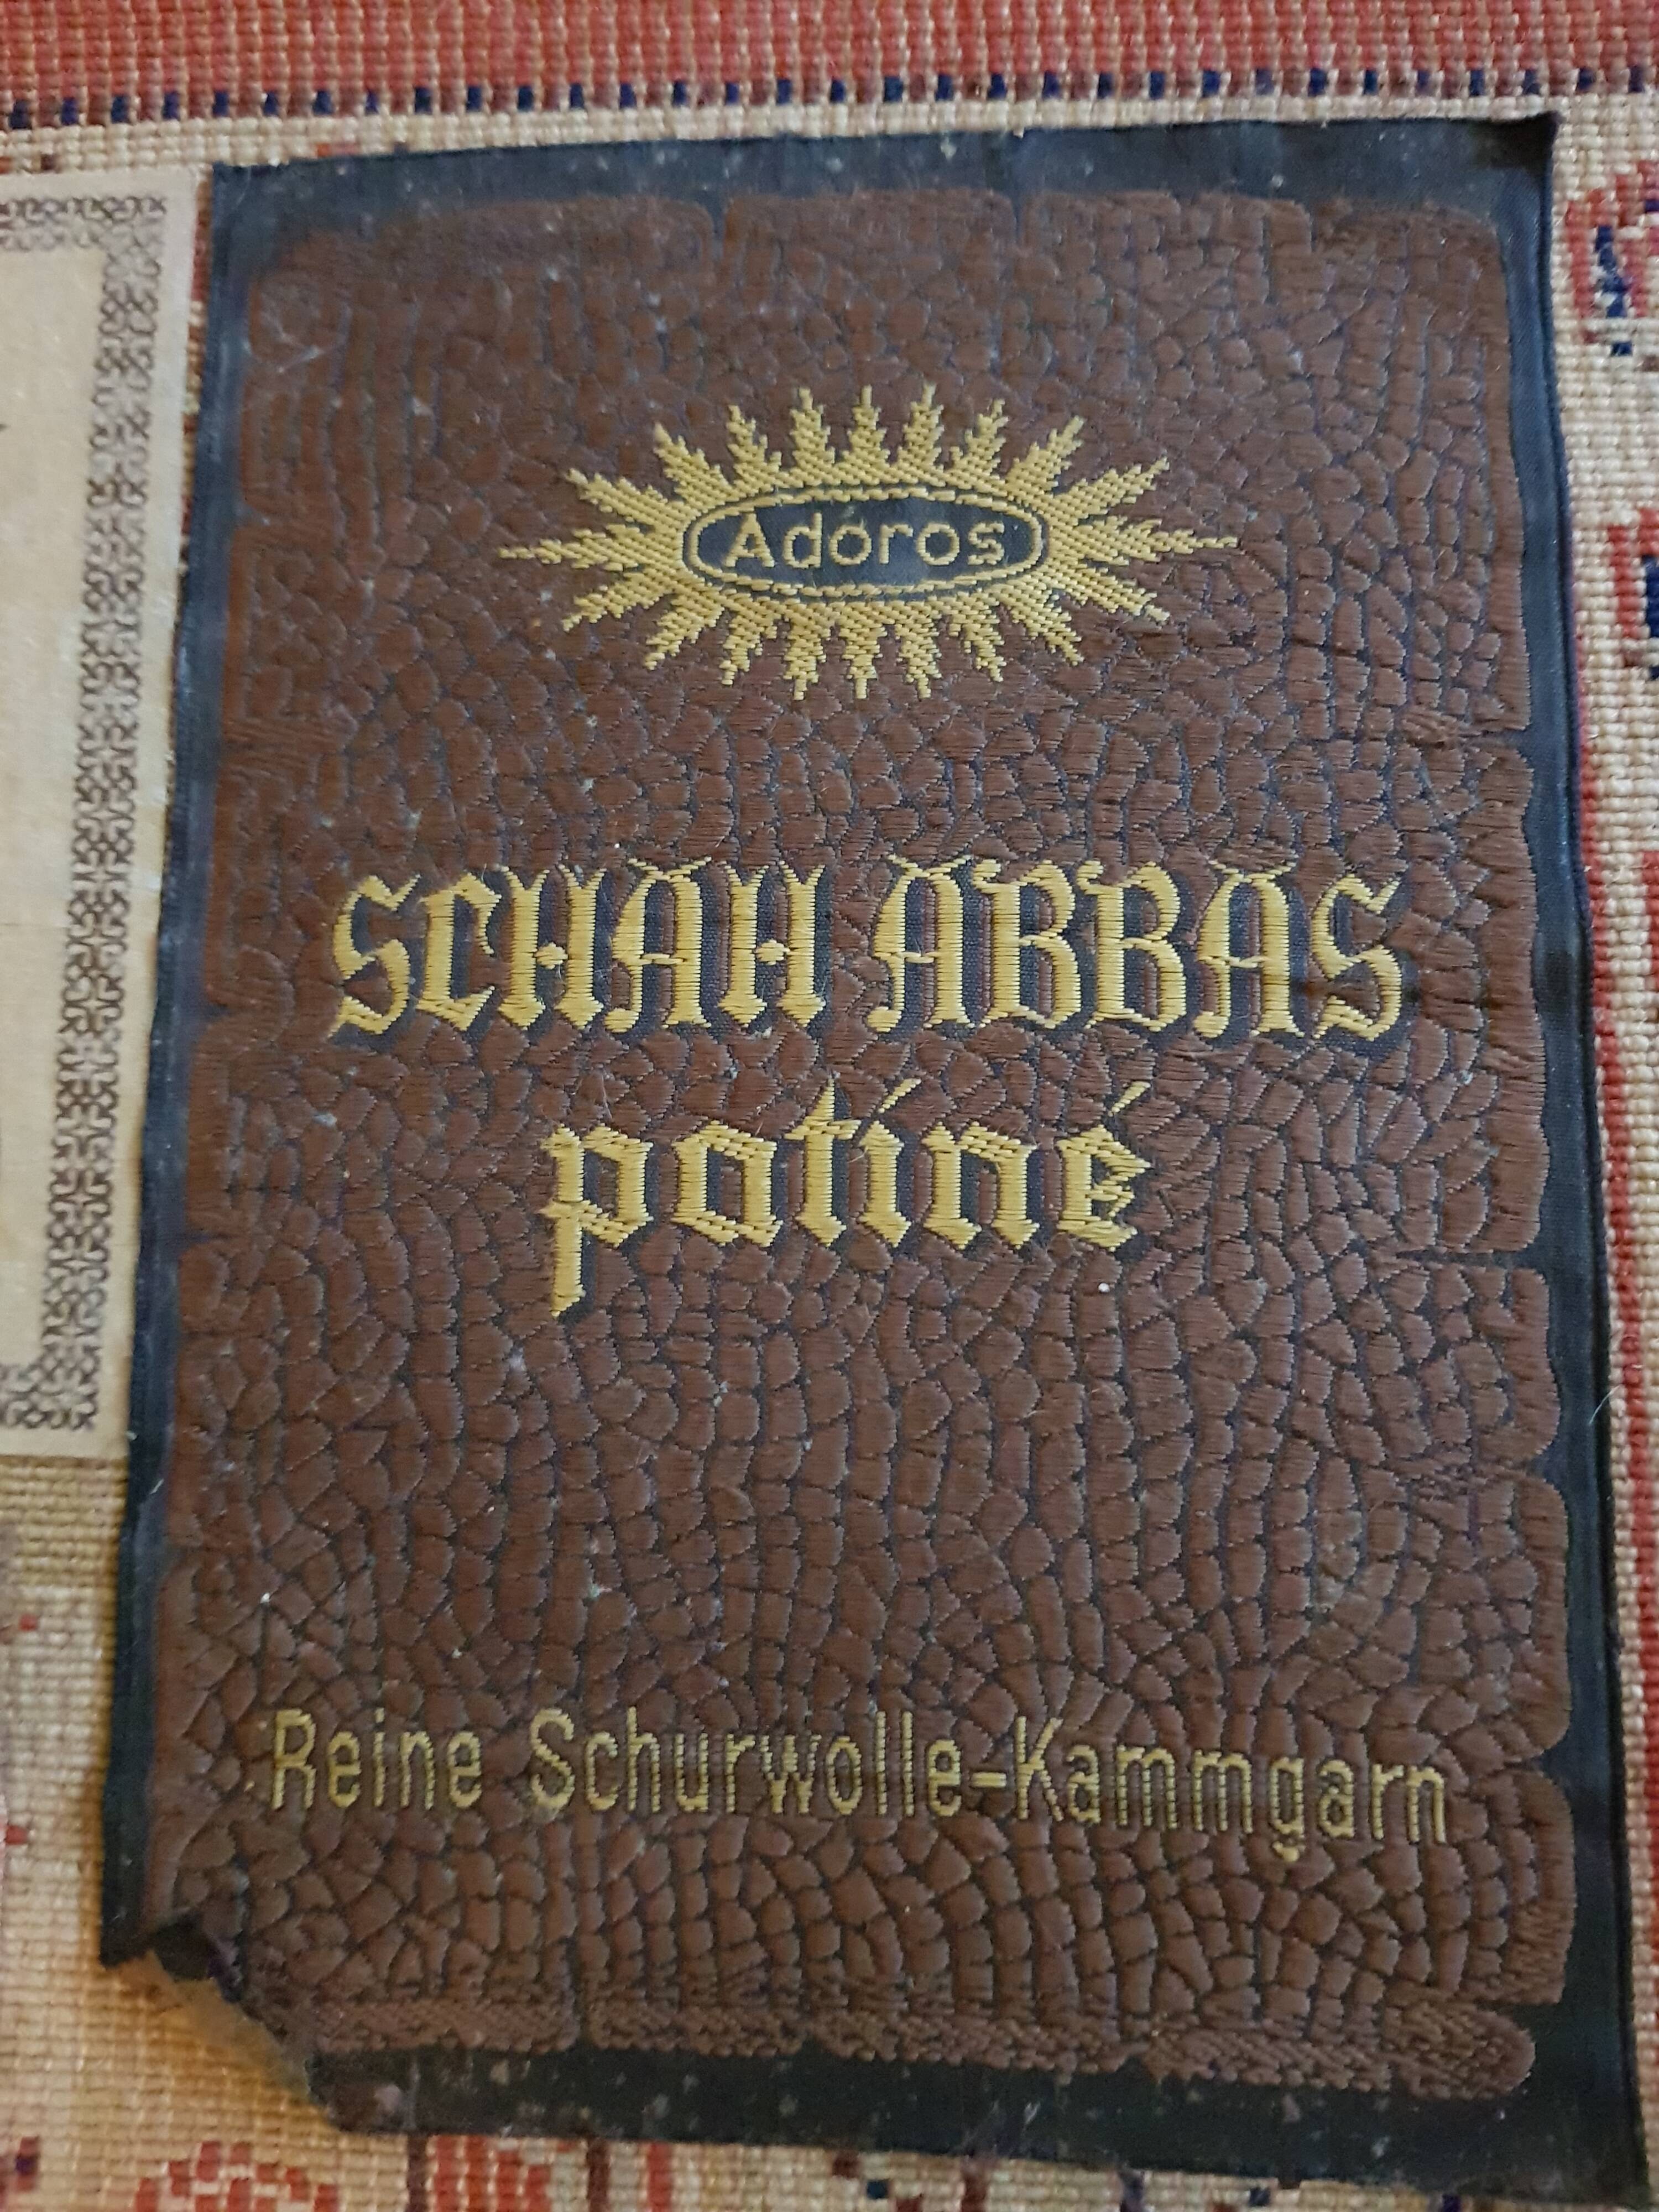 Adoros
SCHAH ABBAS
patiné
Reine Schurwolle-Kammgarn